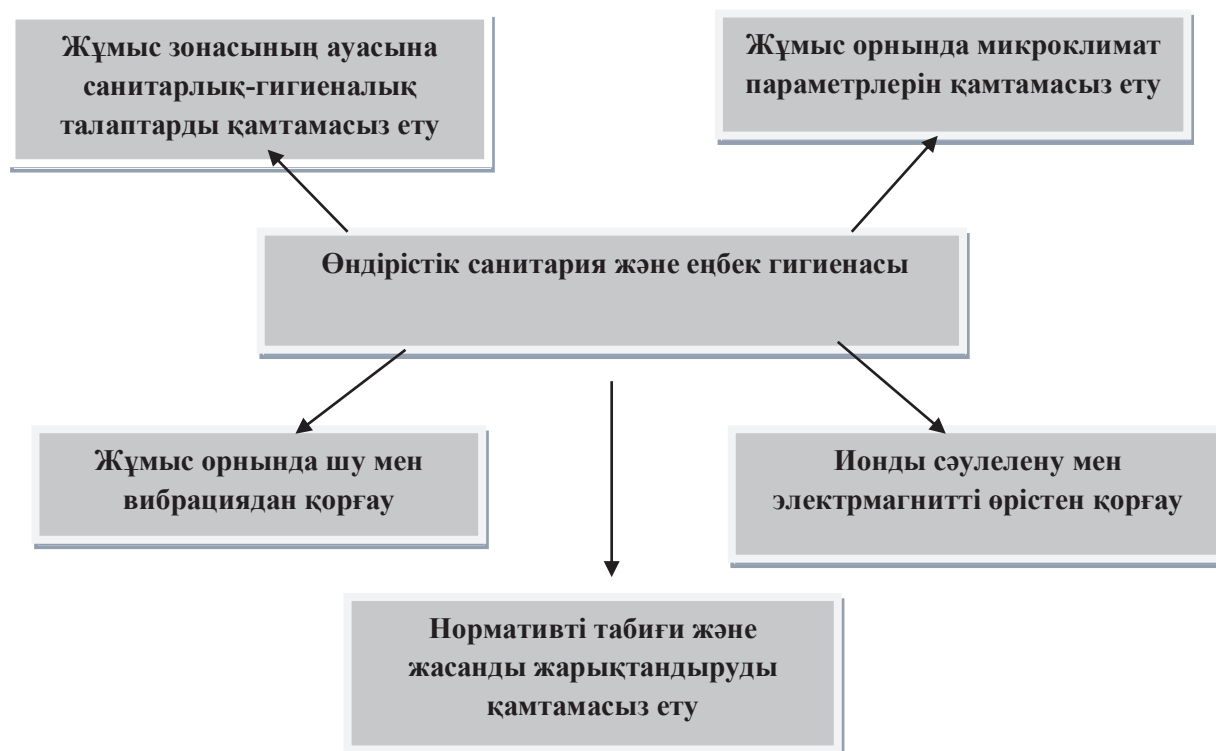 Жұмыс зонасының ауасына
санитарлық-гигиеналық
талаптарды қамтамасыз ету
Жұмыс орнында микроклимат
параметрлерін қамтамасыз ету
Өндірістік санитария және еңбек гигиенасы
Жұмыс орнында шу мен
вибрациядан қорғау
Ионды сәулелену мен
электрмагнитті өрістен қорғау
Нормативті табиғи және
жасанды жарықтандыруды
қамтамасыз ету